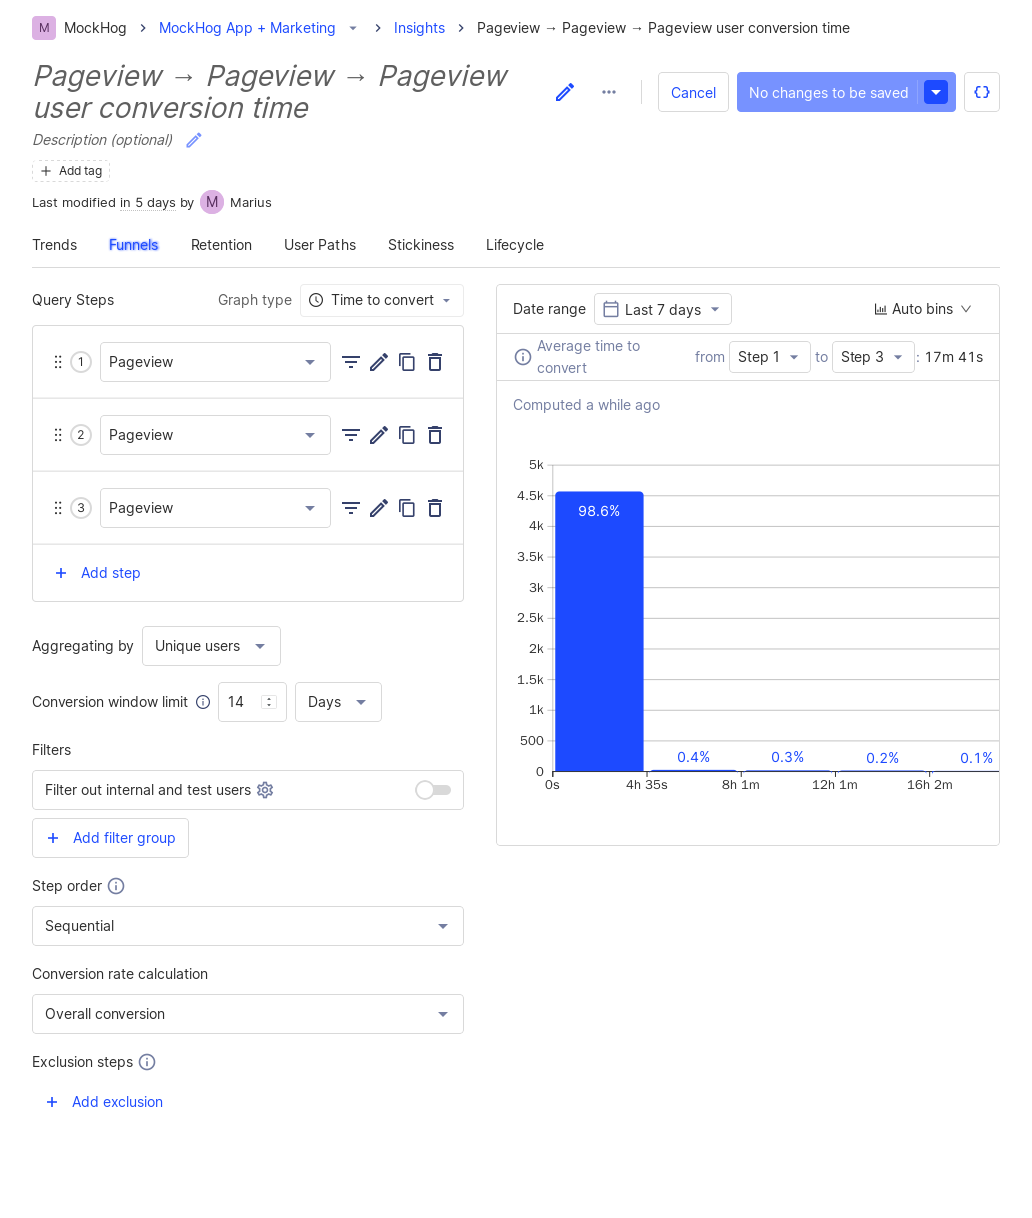 M MockHog MockHog App + Marketing Insights Pageview → Pageview → Pageview user conversion time
Pageview → Pageview → Pageview
user conversion time
Cancel
No changes to be saved
Description (optional)
Add tag
Last modified in 5 days by M Marius
Trends Funnels Retention User Paths Stickiness Lifecycle
Query Steps
Graph type Time to convert
1 Pageview
2 Pageview
3 Pageview
Add step
Aggregating by Unique users
Conversion window limit 14 Days
Filters
Filter out internal and test users
Add filter group
Step order
Sequential
Conversion rate calculation
Overall conversion
Exclusion steps
Add exclusion
Date range Last 7 days Auto bins
Average time to
convert
from Step 1 to Step 3 : 17m 41s
Computed a while ago
5k
4.5k
98.6%
4k
3.5k
3k
2.5k
2k
1.5k
1k
500
0.4% 0.3% 0.2% 0.1%
0
0s 4h 35s 8h 1m 12h 1m 16h 2m